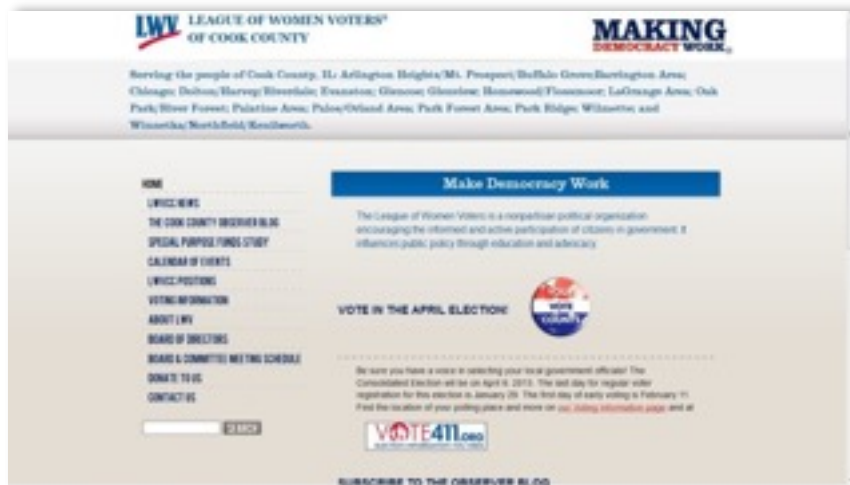 LWV LEAGUE OF WOMEN VOTERS®
OF COOK COUNTY
MAKING
DEMOCRACY WORK®
Serving the people of Cook County, IL: Arlington Heights/Mt. Prospect/Buffalo Grove; Barrington Area;
Chicago; Dolton/Harvey/Riverdale; Evanston; Glencoe; Glenview; Homewood/Flossmoor; LaGrange Area; Oak
Park/River Forest; Palatine Area; Palos/Orland Area; Park Forest Area; Park Ridge; Wilmette; and
Winnetka/Northfield/Kenilworth.
HOME
LWVCC NEWS
THE COOK COUNTY OBSERVER BLOG
SPECIAL PURPOSE FUNDS STUDY
CALENDAR OF EVENTS
LWVCC POSITIONS
VOTING INFORMATION
ABOUT LWV
BOARD OF DIRECTORS
BOARD & COMMITTEE MEETING SCHEDULE
DONATE TO US
CONTACT US
SEARCH
Make Democracy Work
The League of Women Voters is a nonpartisan political organization
encouraging the informed and active participation of citizens in government. It
influences public policy through education and advocacy.
VOTE IN THE APRIL ELECTION!
VOTE
Be sure you have a voice in selecting your local government officials! The
Consolidated Election will be on April 9, 2013. The last day for regular voter
registration for this election is January 29. The first day of early voting is February 11.
Find the location of your polling place and more on our voting information page and at
VOTE411.ORG
SUBSCRIBE TO THE OBSERVER BLOG